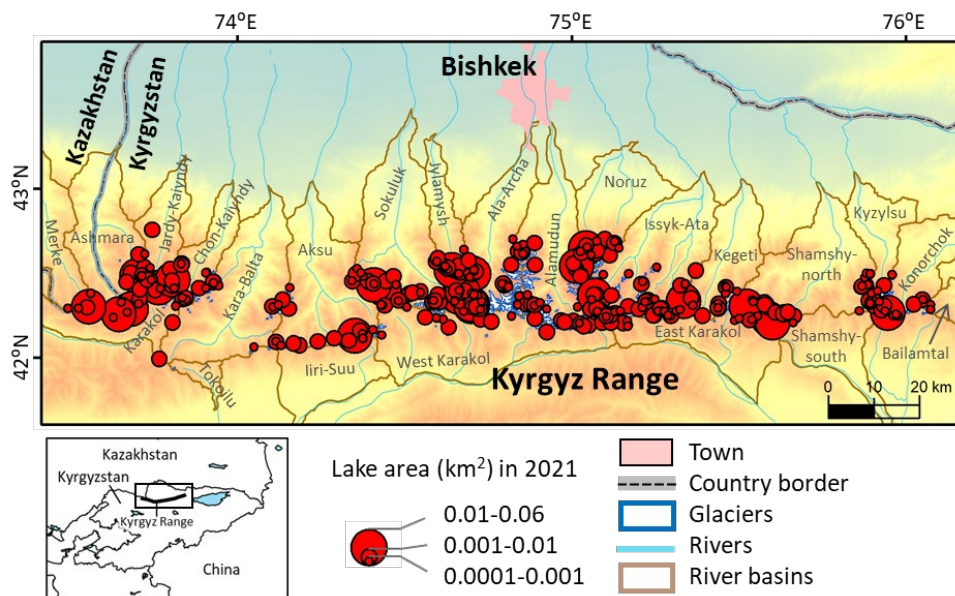 74°E
75°E
76°E
43°N
42°N
Bishkek
Kazakhstan
Kyrgyzstan
Merke
Ashmara
Jardy-Kaiyndy
Chon-Kaiyndy
Kara-Balta
Aksu
Sokuluk
Jylamysh
Ala-Archa
Alamudun
Noruz
Issyk-Ata
Kegeti
Shamshy-
north
Kyzylsu
Konorchok
Karakol
Tokoilu
Iiri-Suu
West Karakol
East Karakol
Shamshy-
south
Bailamtal
Kyrgyz Range
0 10 20 km
Kazakhstan
Kyrgyzstan
Kyrgyz Range
China
Lake area (km²) in 2021
0.01-0.06
0.001-0.01
0.0001-0.001
Town
Country border
Glaciers
Rivers
River basins